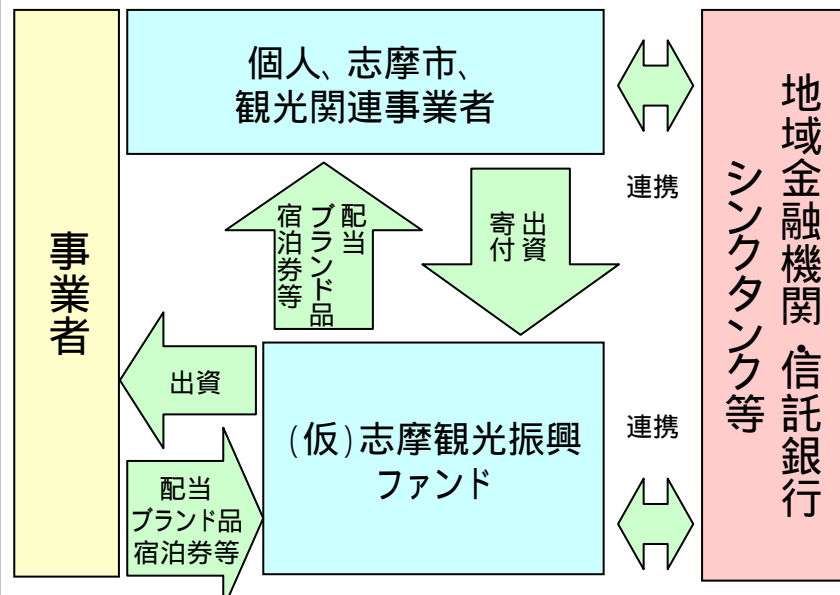 個人、志摩市、
観光関連事業者
連携
地域金融機関・信託銀行
シンクタンク等
事業者
配当
ブランド品
宿泊券等
出資
寄付
出資
(仮)志摩観光振興
ファンド
連携
配当
ブランド品
宿泊券等